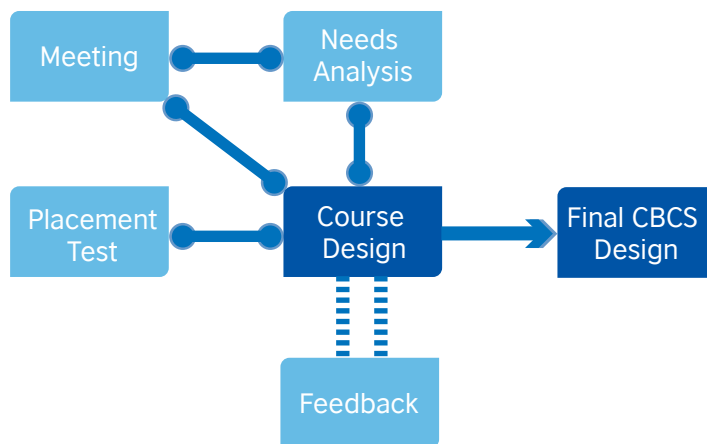 Meeting
Needs
Analysis
Placement
Test
Course
Design
Final CBCS
Design
Feedback